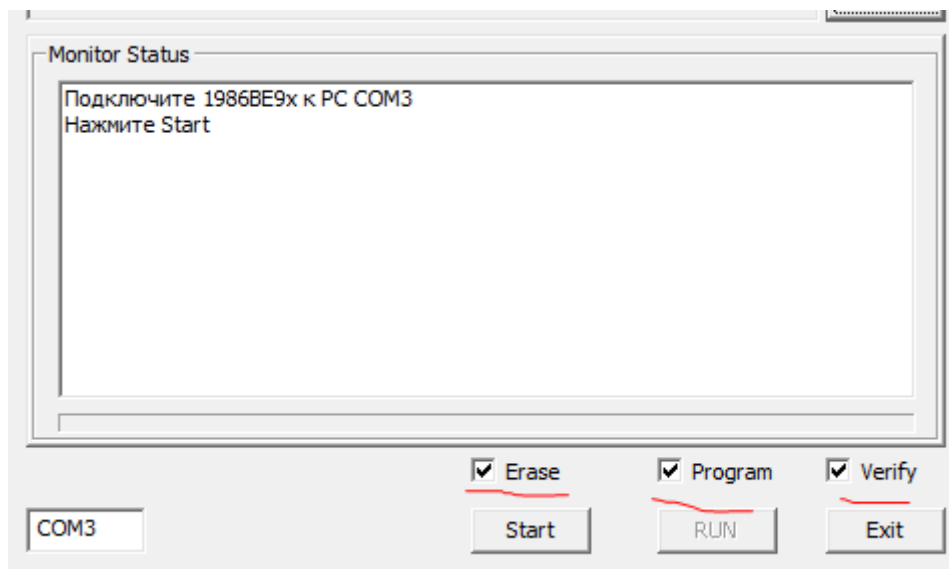 Monitor Status
Подключите 1986BE9x к PC COM3
Нажмите Start
Erase Program Verify
COM3 Start RUN Exit